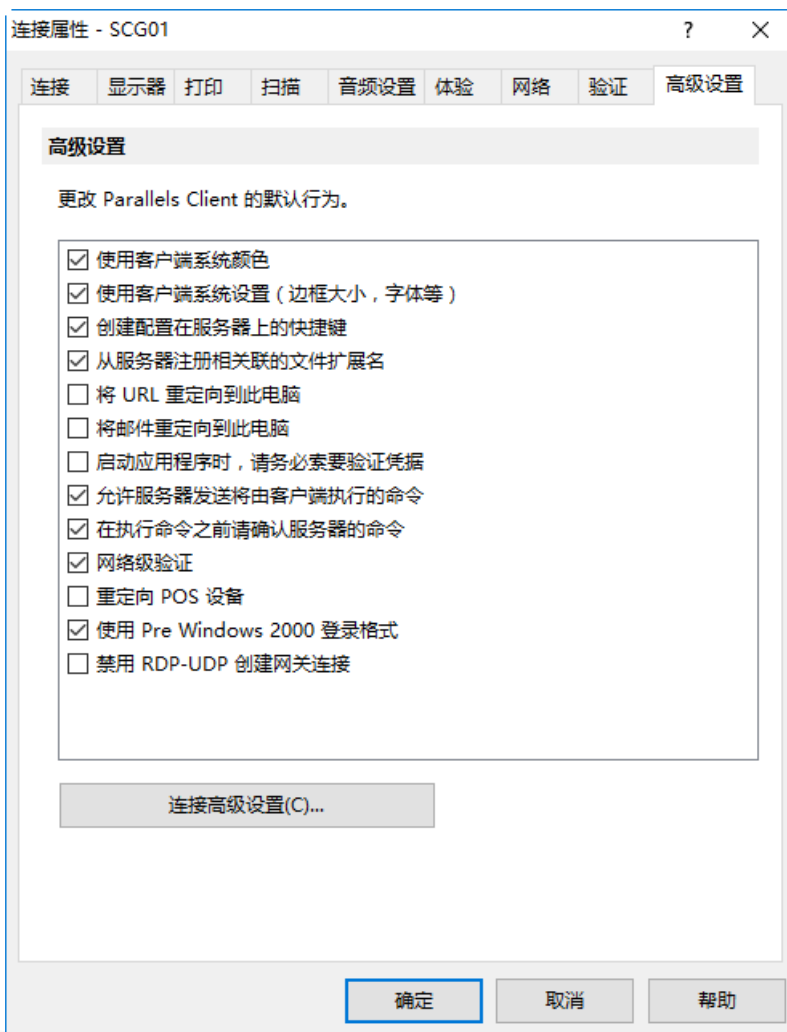 连接属性 - SCG01
?
连接 显示器 打印 扫描 音频设置 体验 网络 验证 高级设置
高级设置
更改 Parallels Client 的默认行为。
使用客户端系统颜色
使用客户端系统设置（边框大小，字体等）
创建配置在服务器上的快捷键
从服务器注册相关联的文件扩展名
将 URL 重定向到此电脑
将邮件重定向到此电脑
启动应用程序时，请务必索要验证凭据
允许服务器发送将由客户端执行的命令
在执行命令之前请确认服务器的命令
网络级验证
重定向 POS 设备
使用 Pre Windows 2000 登录格式
禁用 RDP-UDP 创建网关连接
连接高级设置(C)...
确定 取消 帮助